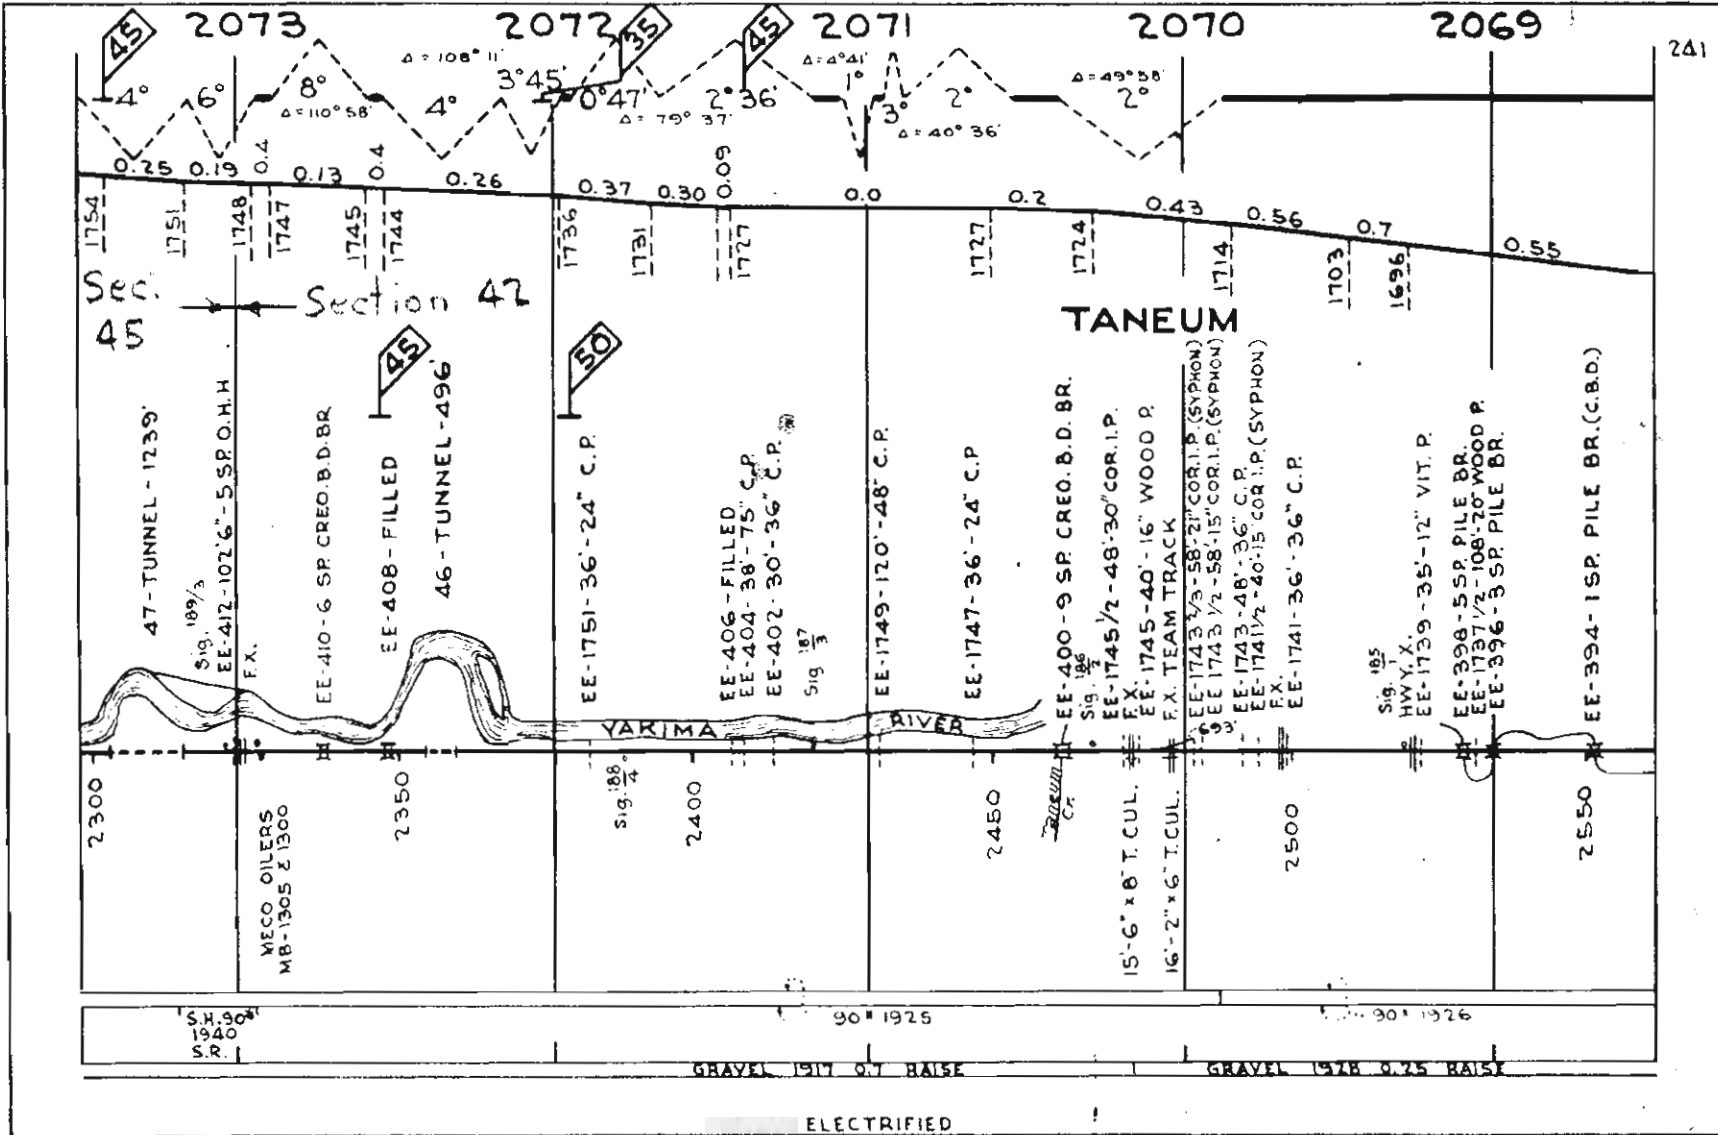 2073
2072
2071
2070
2069
241
45
35
45
4°
6°
8°
Δ=110°58'
Δ=108°11'
4°
3°45'
0°47'
Δ=79°37'
2°36'
Δ=4°41'
1°
3°
2°
Δ=40°36'
Δ=49°58'
2°
0.25
0.19
0.4
0.13
0.4
0.26
0.37
0.30
0.09
0.0
0.2
0.43
0.56
0.7
0.55
1754
1751
1748
1747
1745
1744
1736
1731
1727
1727
1724
1714
1703
1696
Sec.
45
Section 42
TANEUM
45
50
47-TUNNEL-1239'
Sig. 189/3
EE-412-102'6"-5 SP.O.H.H
F.X.
EE-410-6 SP CREO.B.D.BR
EE-408-FILLED
46-TUNNEL-496'
EE-1751-36'-24" C.P.
EE-406-FILLED
EE-404-38'-75" C.P.
EE-402-30'-36" C.P.
Sig 187/3
EE-1749-120'-48" C.P.
EE-1747-36'-24" C.P
EE-400-9 SP. CREO. B.D. BR.
Sig. 186/2
EE-1745 1/2-48'-30" COR.I.P.
F.X.
EE-1745-40'-16" WOOD P.
F.X. TEAM TRACK
EE-1743 2/3-58'-21" COR.I.P.(SYPHON)
EE 1743 1/2-58'-15" COR.I.P.(SYPHON)
693'
EE-1743-48'-36" C.P.
EE-1741 1/2-40'-15" COR I.P.(SYPHON)
F.X.
EE-1741-36'-36" C.P.
Sig. 185/1
HWY. X.
EE-1739-35'-12" VIT. P.
EE-398-5 SP. PILE BR.
EE-1737 1/2-108'-20" WOOD P.
EE-396-3 SP. PILE BR.
EE-394-1 SP. PILE BR.(C.B.D.)
YAKIMA RIVER
2300
MECO OILERS
MB-1305 & 1300
2350
Sig. 188/4
2400
2450
Taneum
Cr.
15'-6" x 8' T. CUL.
16'-2" x 6' T. CUL.
2500
2550
S.H.90#
1940
S.R.
90# 1925
90# 1926
GRAVEL 1917 0.7 RAISE
GRAVEL 1928 0.25 RAISE
ELECTRIFIED